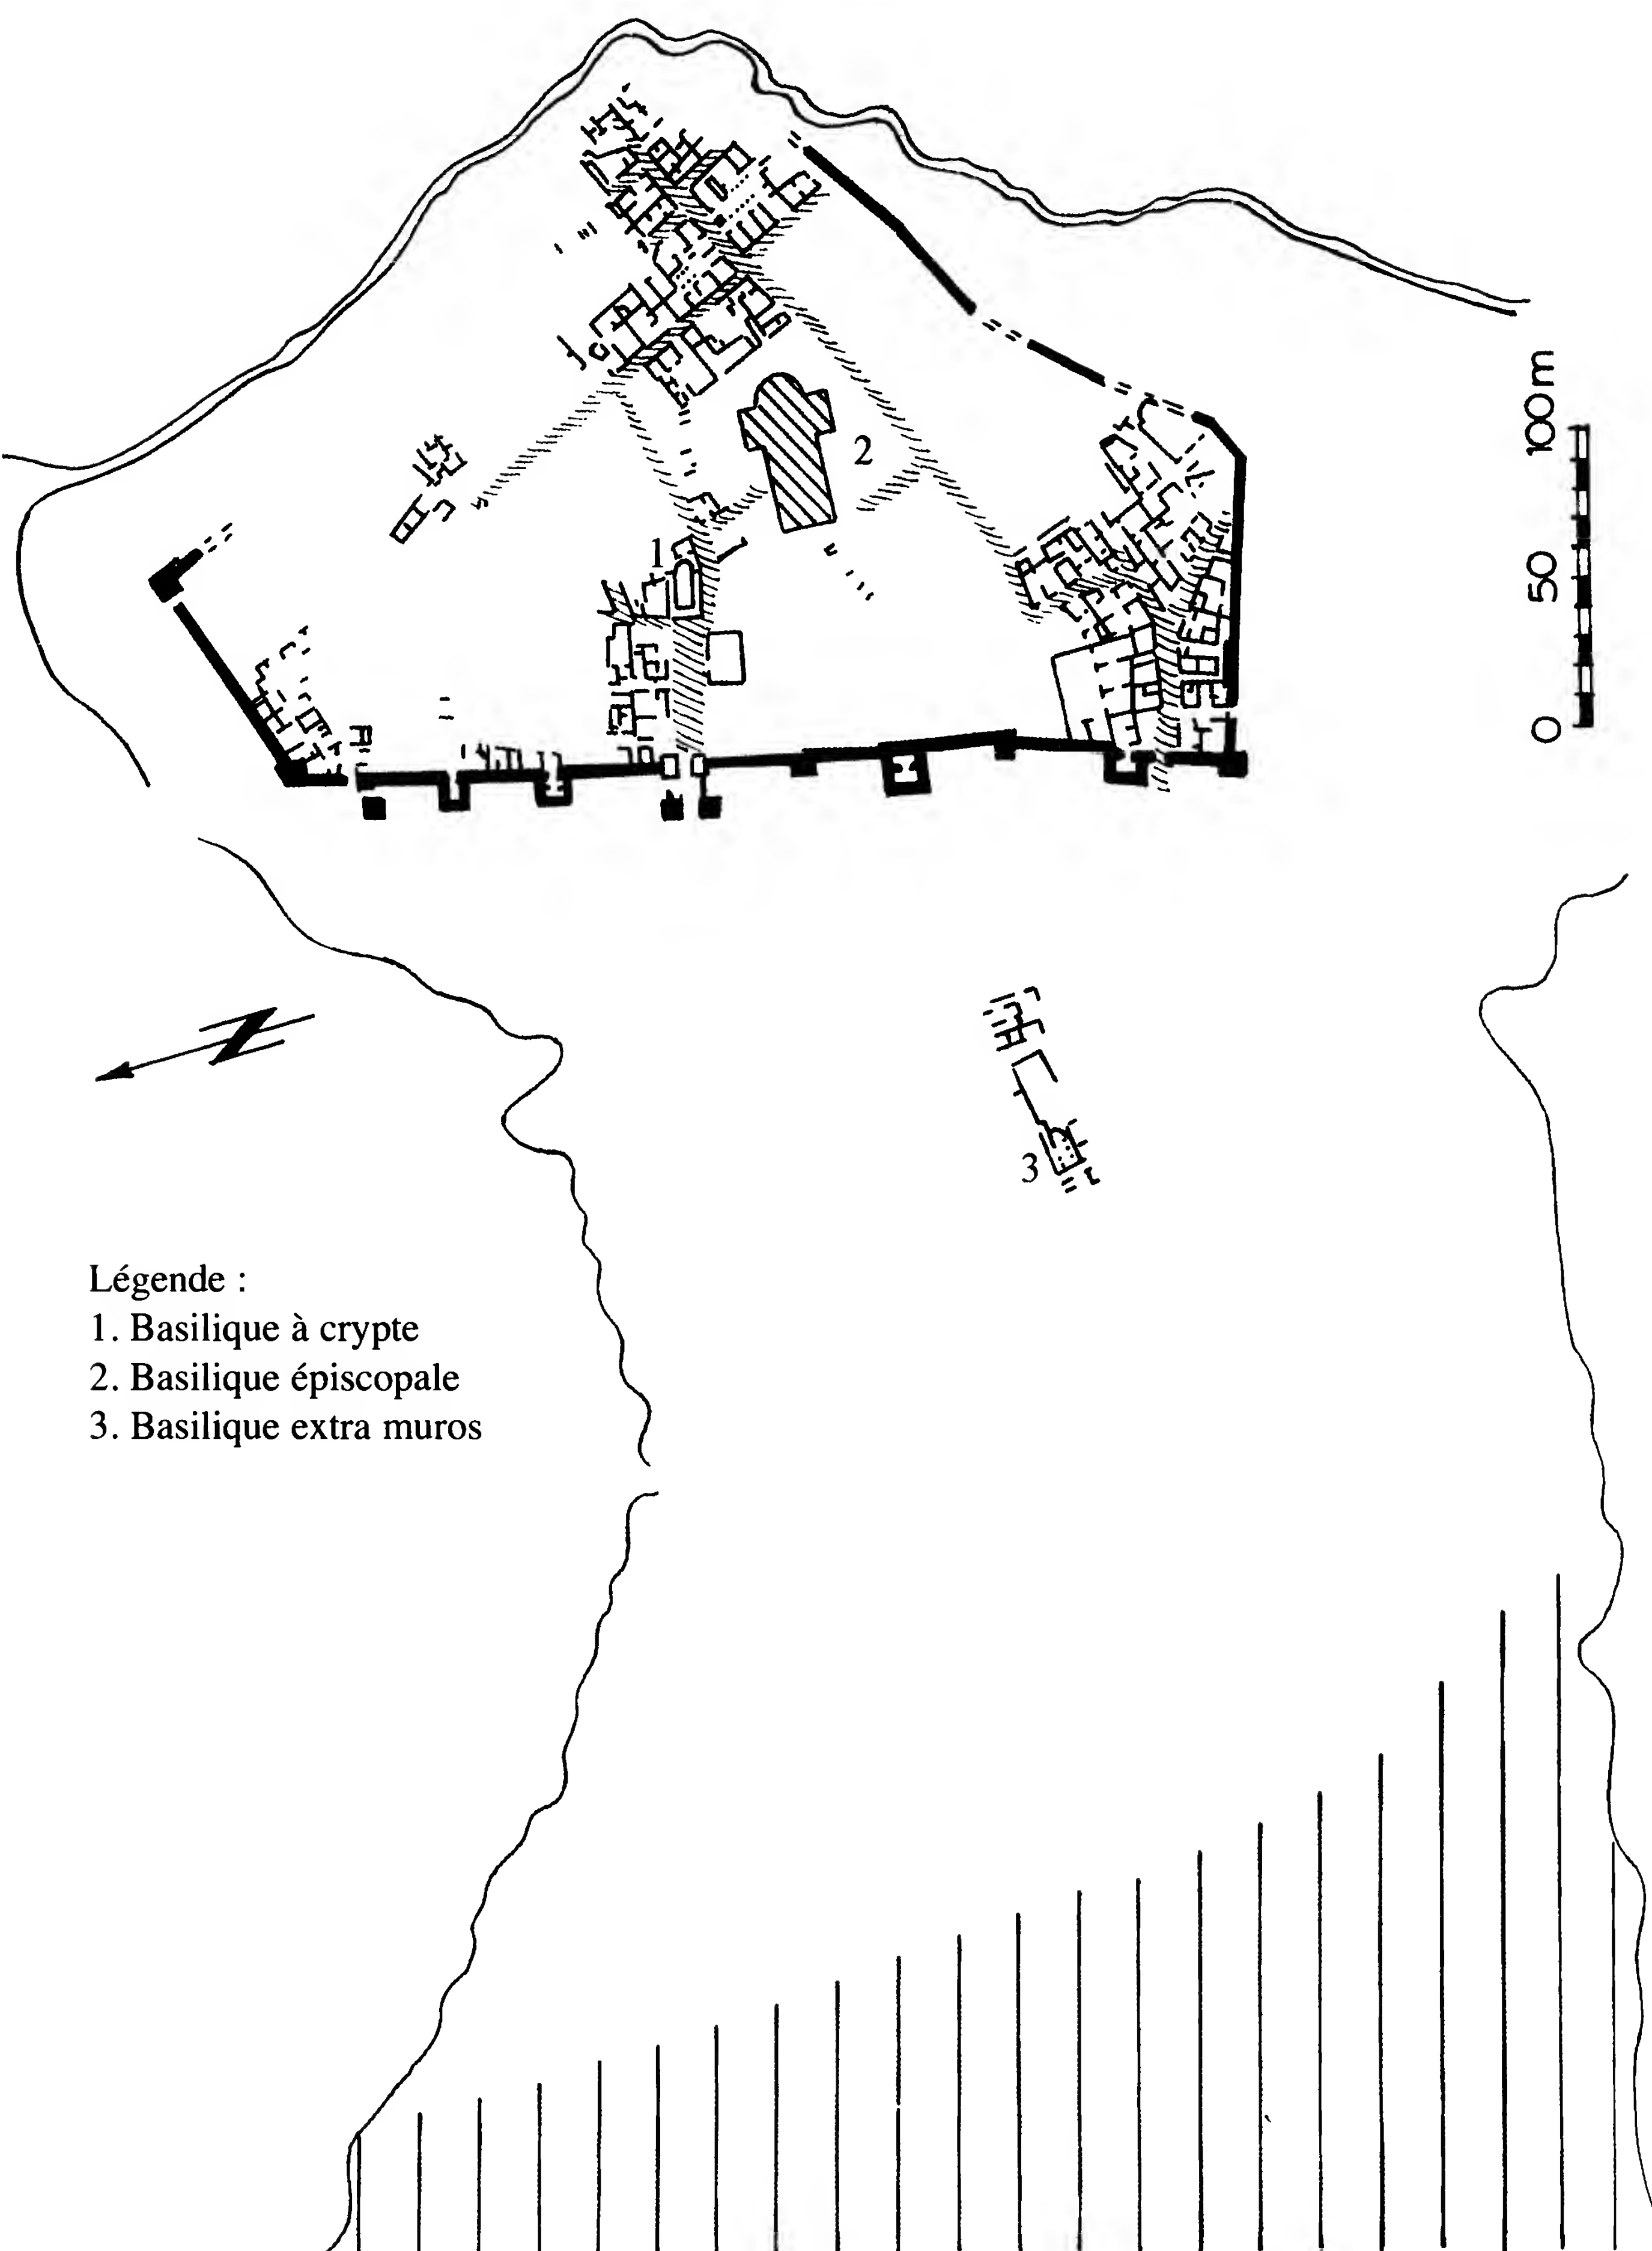 2
1
100m
50
0
N
3
Légende :
1. Basilique à crypte
2. Basilique épiscopale
3. Basilique extra muros